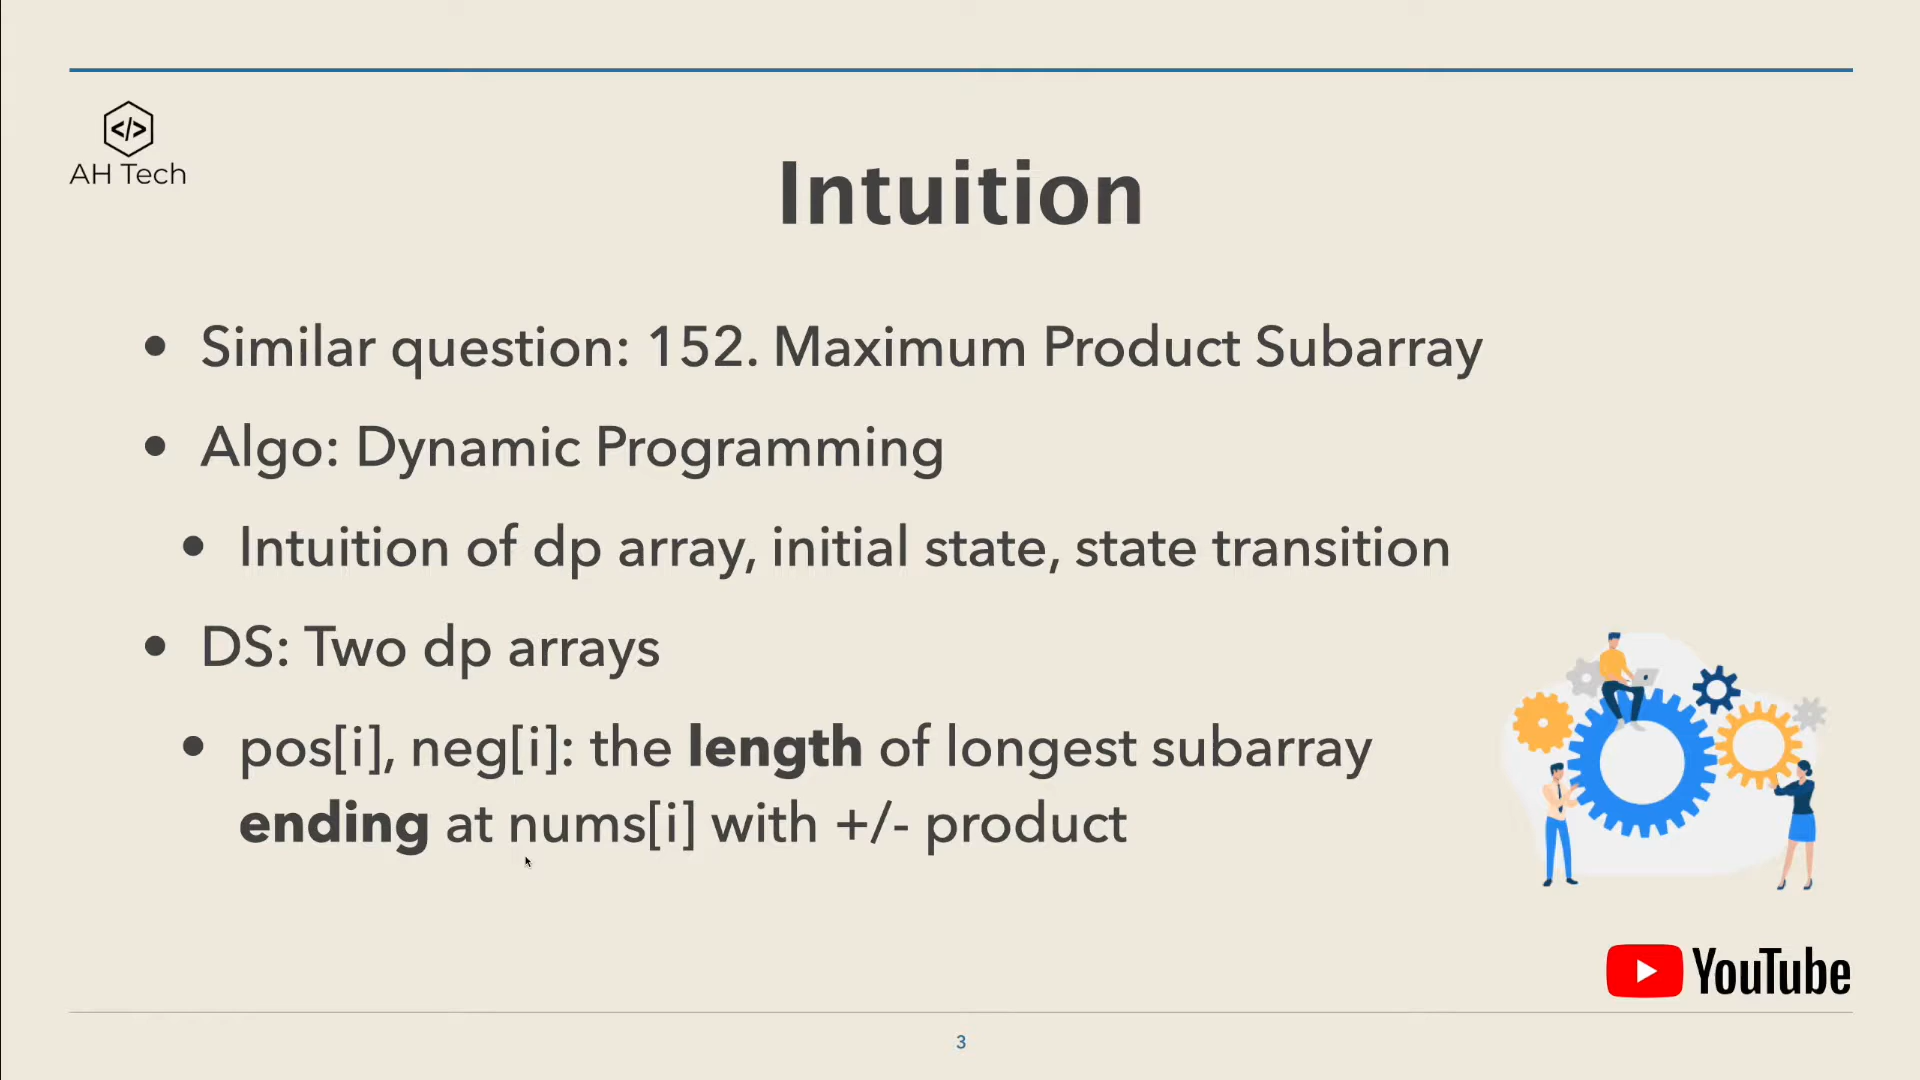 </>
AH Tech
Intuition
• Similar question: 152. Maximum Product Subarray
• Algo: Dynamic Programming
• Intuition of dp array, initial state, state transition
• DS: Two dp arrays
• pos[i], neg[i]: the length of longest subarray
ending at nums[i] with +/- product
YouTube
3